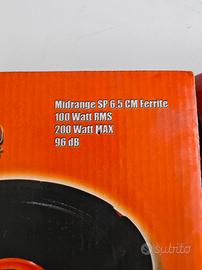 Midrange SP 6.5 CM Ferrite
100 Watt RMS
200 Watt MAX
96 dB
subito